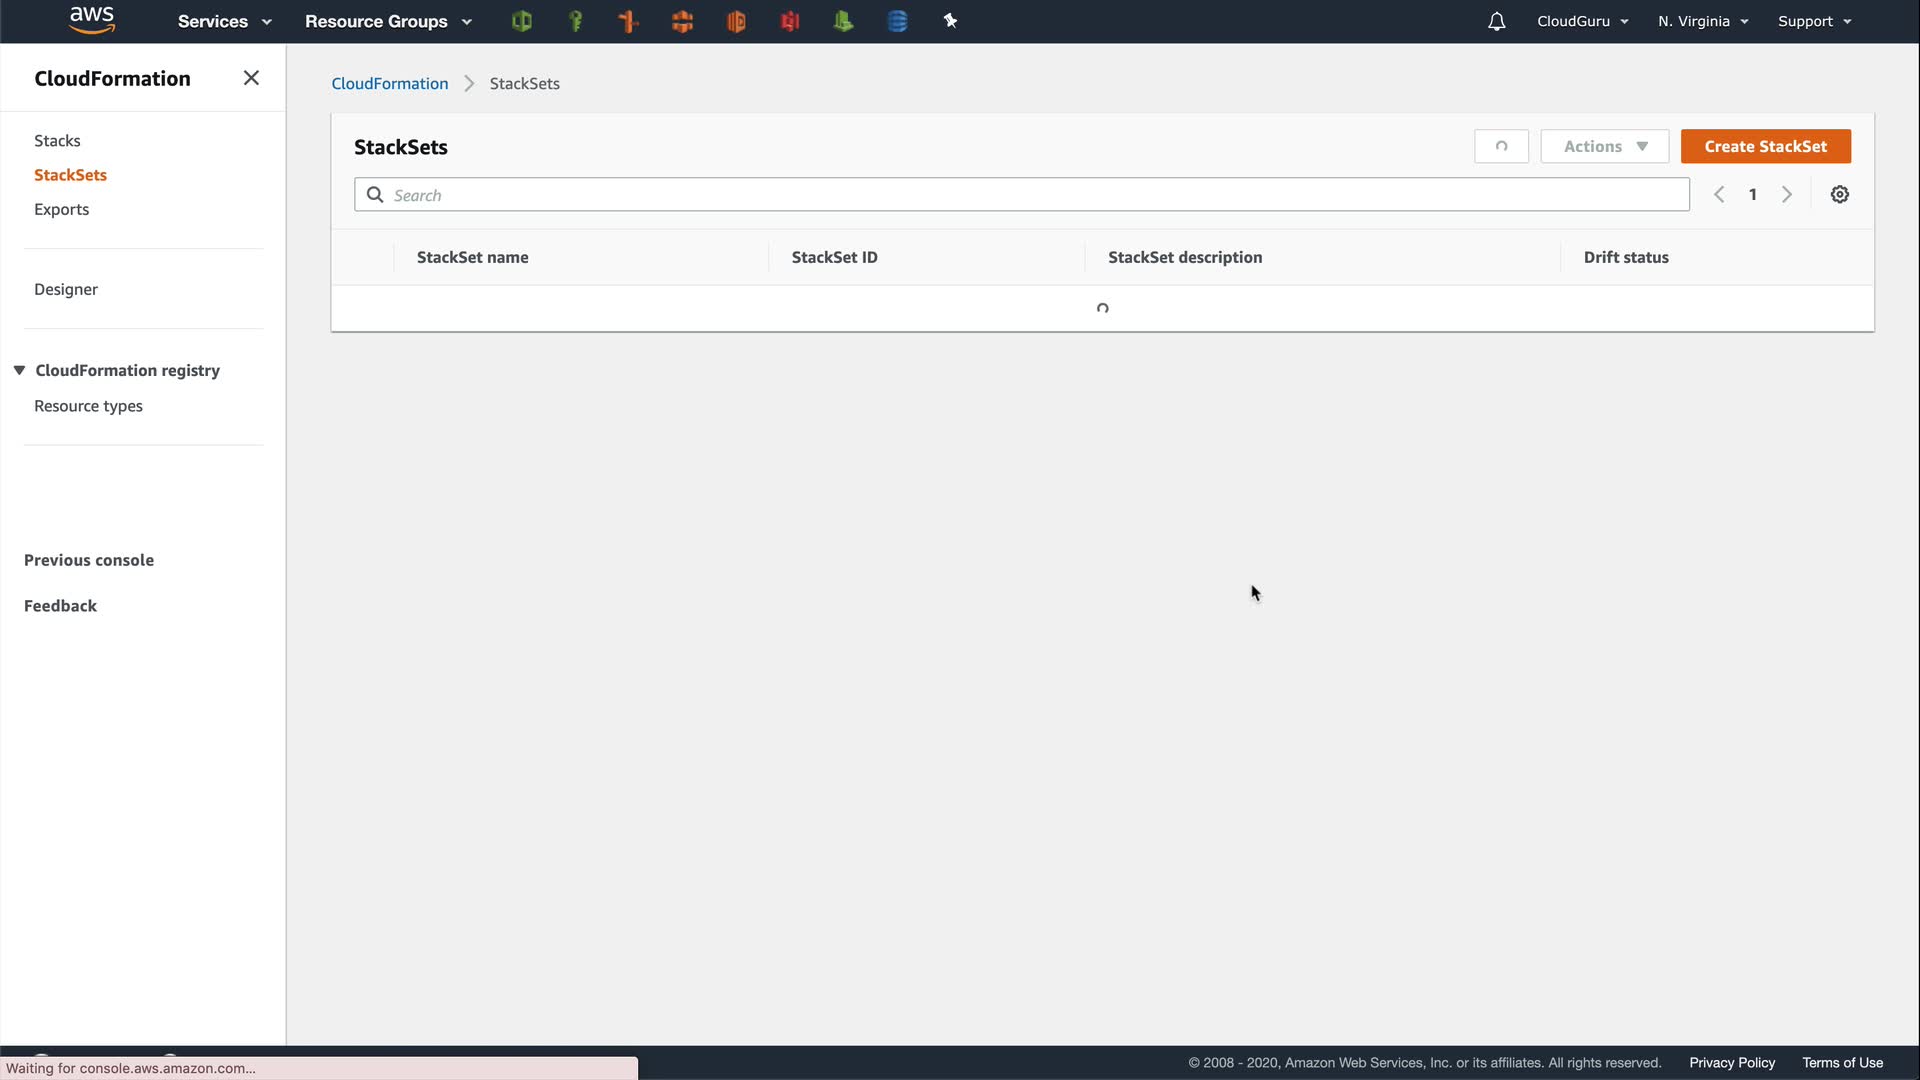 aws Services Resource Groups CloudGuru N. Virginia Support
CloudFormation
Stacks
StackSets
Exports
Designer
CloudFormation registry
Resource types
Previous console
Feedback
CloudFormation StackSets
StackSets Actions Create StackSet
Search 1
StackSet name StackSet ID StackSet description Drift status
© 2008 - 2020, Amazon Web Services, Inc. or its affiliates. All rights reserved. Privacy Policy Terms of Use
Waiting for console.aws.amazon.com...